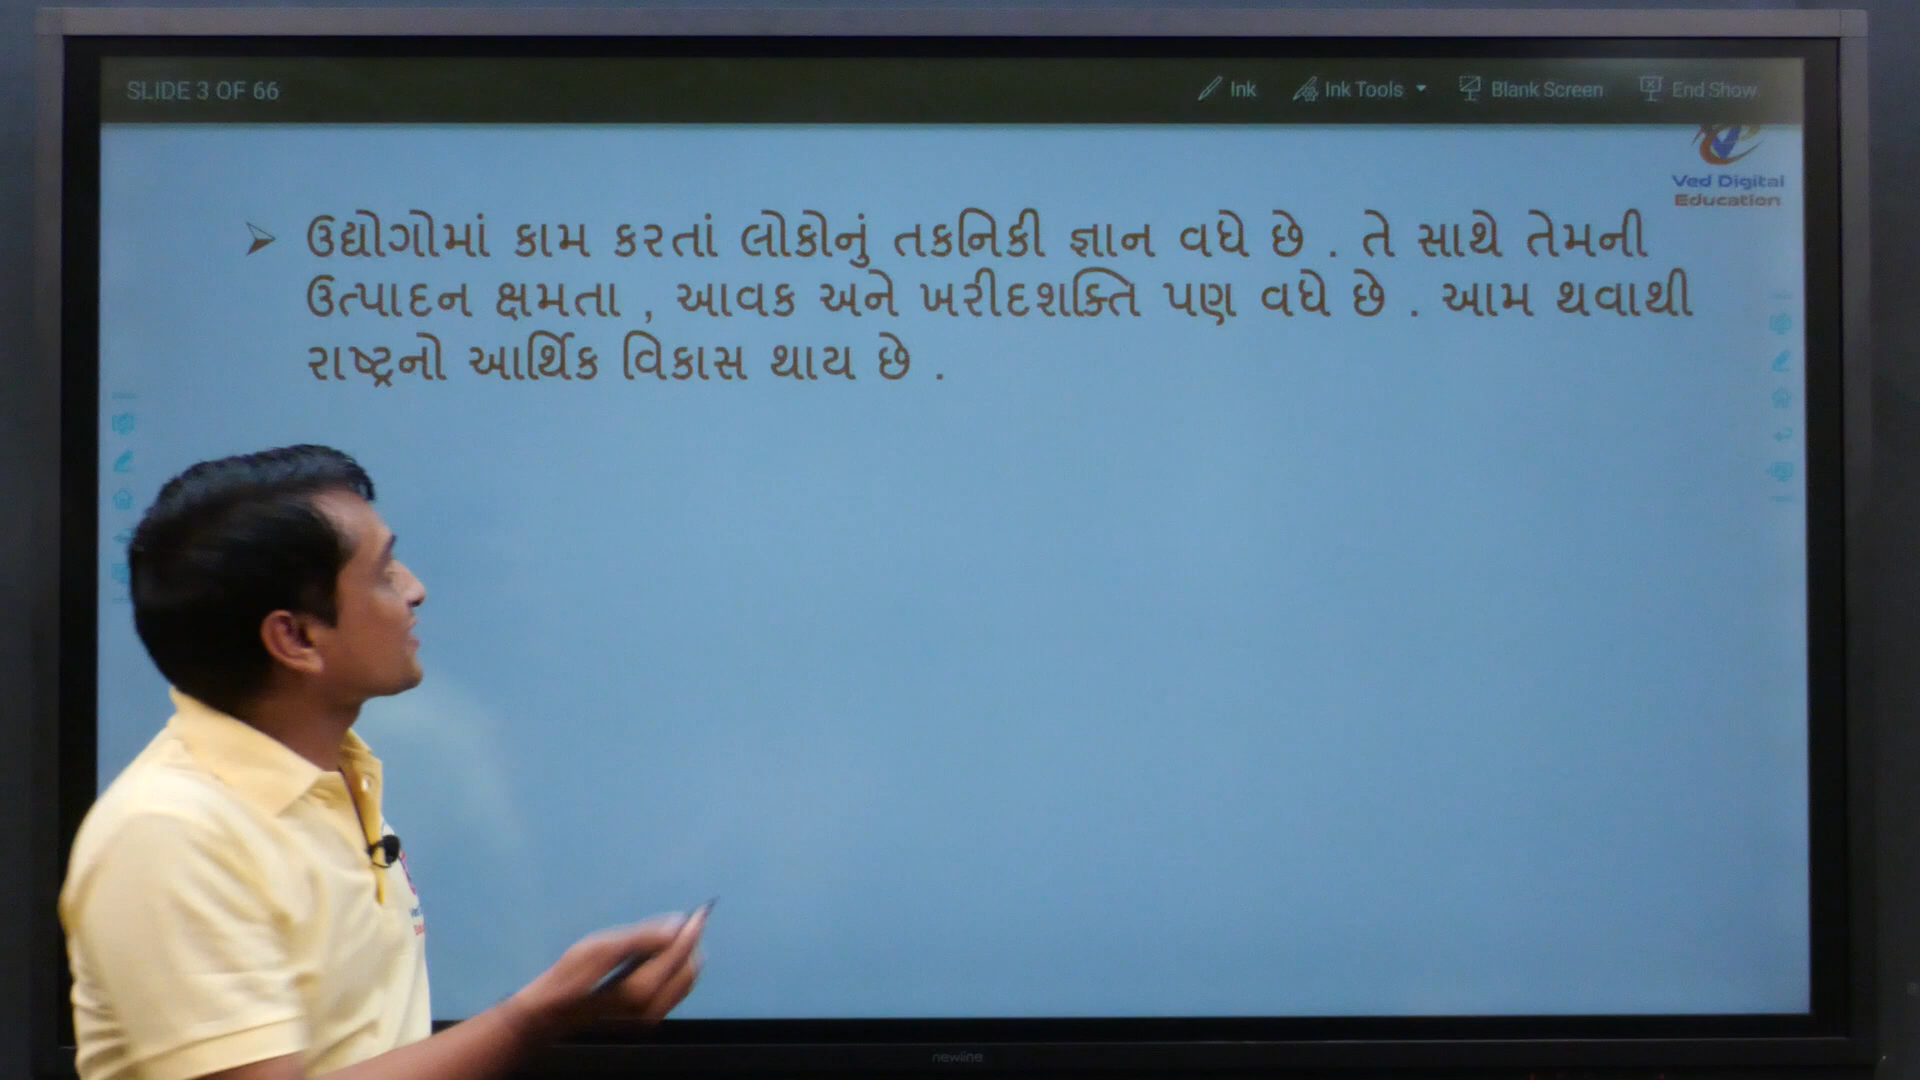 SLIDE 3 OF 66
Ink Ink Tools Blank Screen End Show
Ved Digital
Education
ઉદ્યોગોમાં કામ કરતાં લોકોનું તકનિકી જ્ઞાન વધે છે . તે સાથે તેમની
ઉત્પાદન ક્ષમતા , આવક અને ખરીદશક્તિ પણ વધે છે . આમ થવાથી
રાષ્ટ્રનો આર્થિક વિકાસ થાય છે .
newline